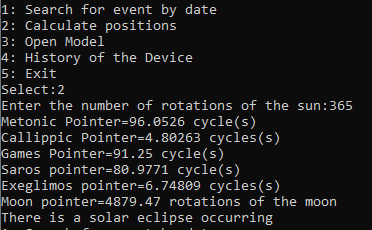 1: Search for event by date
2: Calculate positions
3: Open Model
4: History of the Device
5: Exit
Select:2
Enter the number of rotations of the sun:365
Metonic Pointer=96.0526 cycle(s)
Callippic Pointer=4.80263 cycles(s)
Games Pointer=91.25 cycle(s)
Saros pointer=80.9771 cycle(s)
Exeglimos pointer=6.74809 cycles(s)
Moon pointer=4879.47 rotations of the moon
There is a solar eclipse occurring